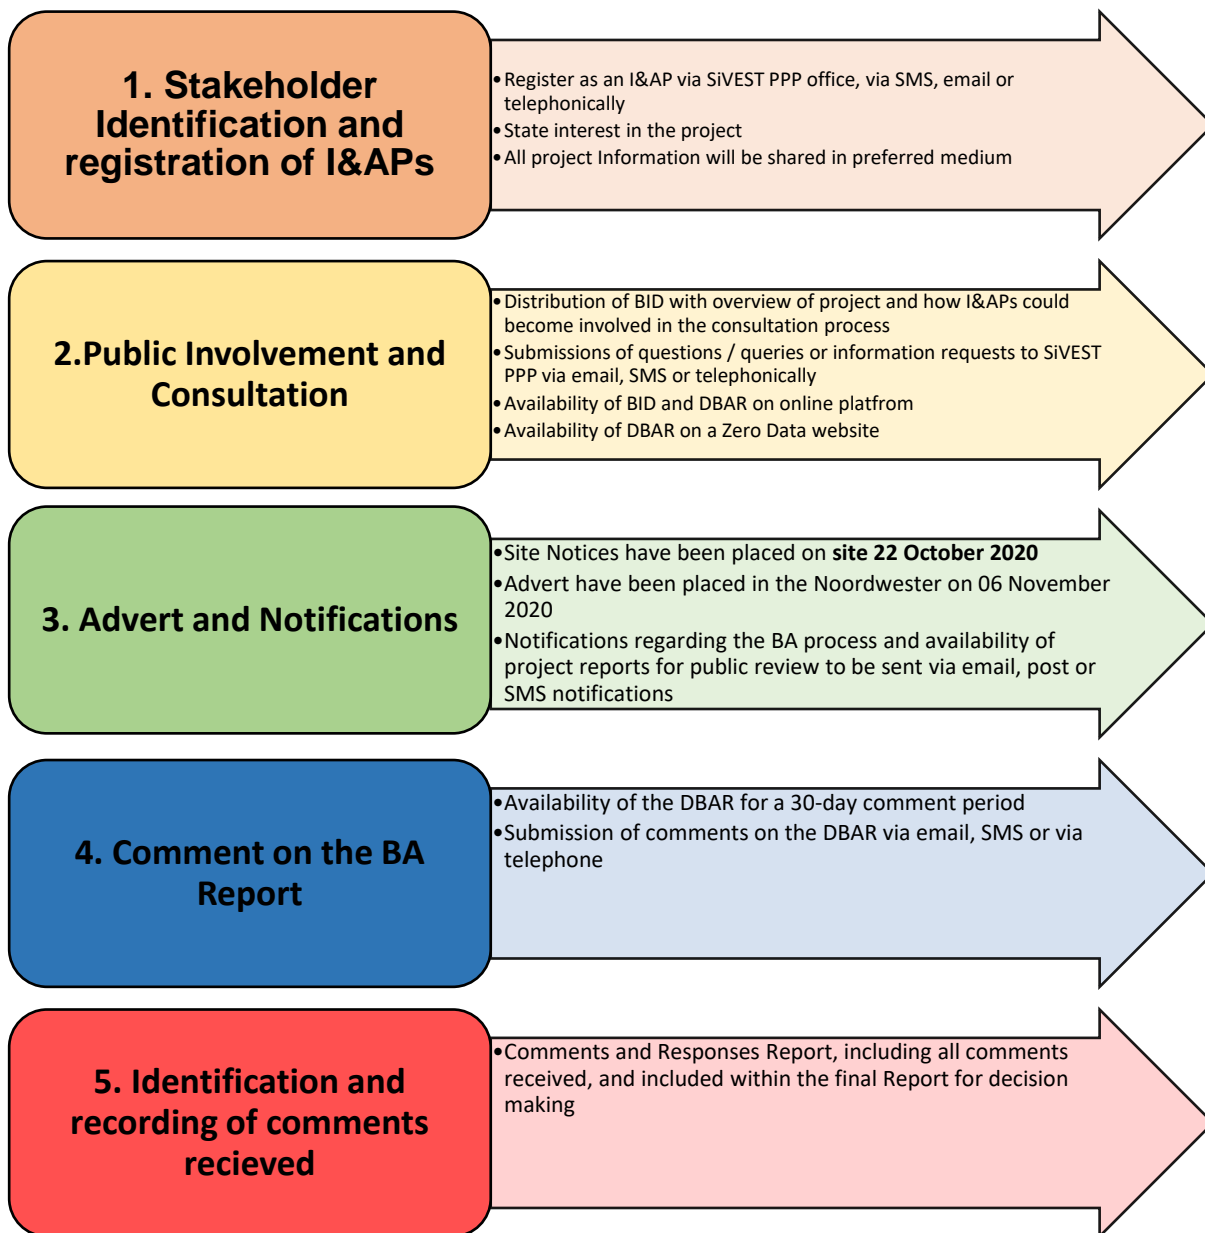 1. Stakeholder
Identification and
registration of I&APs
•Register as an I&AP via SiVEST PPP office, via SMS, email or
telephonically
•State interest in the project
•All project Information will be shared in preferred medium
2.Public Involvement and
Consultation
•Distribution of BID with overview of project and how I&APs could
become involved in the consultation process
•Submissions of questions / queries or information requests to SiVEST
PPP via email, SMS or telephonically
•Availability of BID and DBAR on online platfrom
•Availability of DBAR on a Zero Data website
3. Advert and Notifications
•Site Notices have been placed on site 22 October 2020
•Advert have been placed in the Noordwester on 06 November
2020
•Notifications regarding the BA process and availability of
project reports for public review to be sent via email, post or
SMS notifications
4. Comment on the BA
Report
•Availability of the DBAR for a 30-day comment period
•Submission of comments on the DBAR via email, SMS or via
telephone
5. Identification and
recording of comments
recieved
•Comments and Responses Report, including all comments
received, and included within the final Report for decision
making